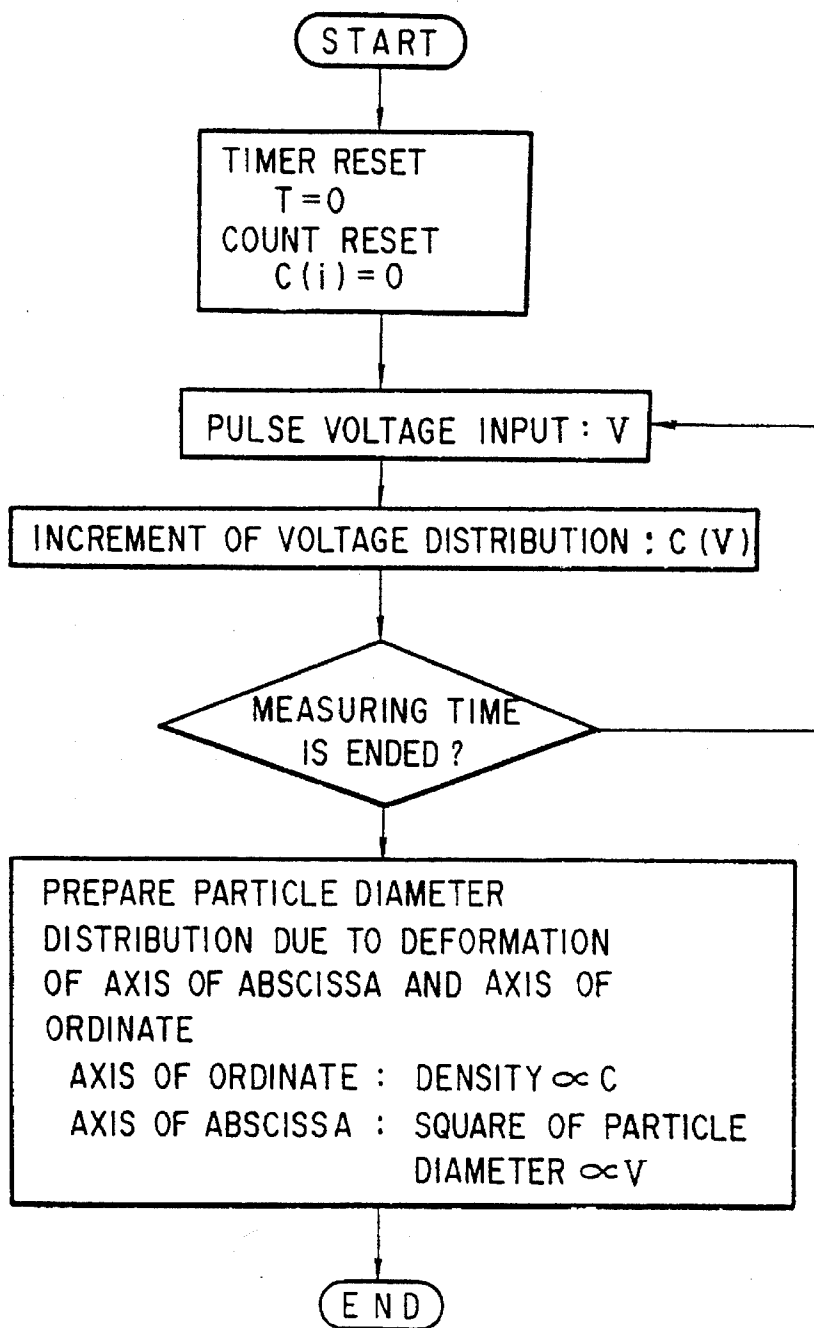 START
TIMER RESET
T=0
COUNT RESET
C(i)=0
PULSE VOLTAGE INPUT : V
INCREMENT OF VOLTAGE DISTRIBUTION : C (V)
MEASURING TIME
IS ENDED ?
PREPARE PARTICLE DIAMETER
DISTRIBUTION DUE TO DEFORMATION
OF AXIS OF ABSCISSA AND AXIS OF
ORDINATE
AXIS OF ORDINATE : DENSITY ∝ C
AXIS OF ABSCISSA : SQUARE OF PARTICLE
DIAMETER ∝ V
END